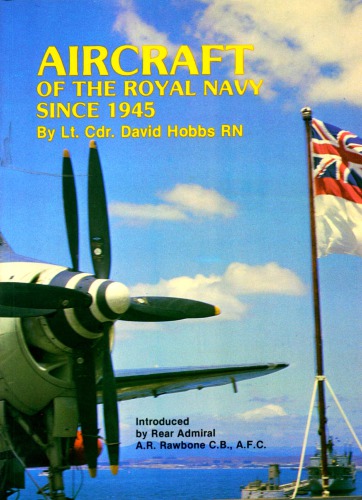 AIRCRAFT
OF THE ROYAL NAVY
SINCE 1945
By Lt. Cdr. David Hobbs RN
Introduced
by Rear Admiral
A.R. Rawbone C.B., A.F.C.